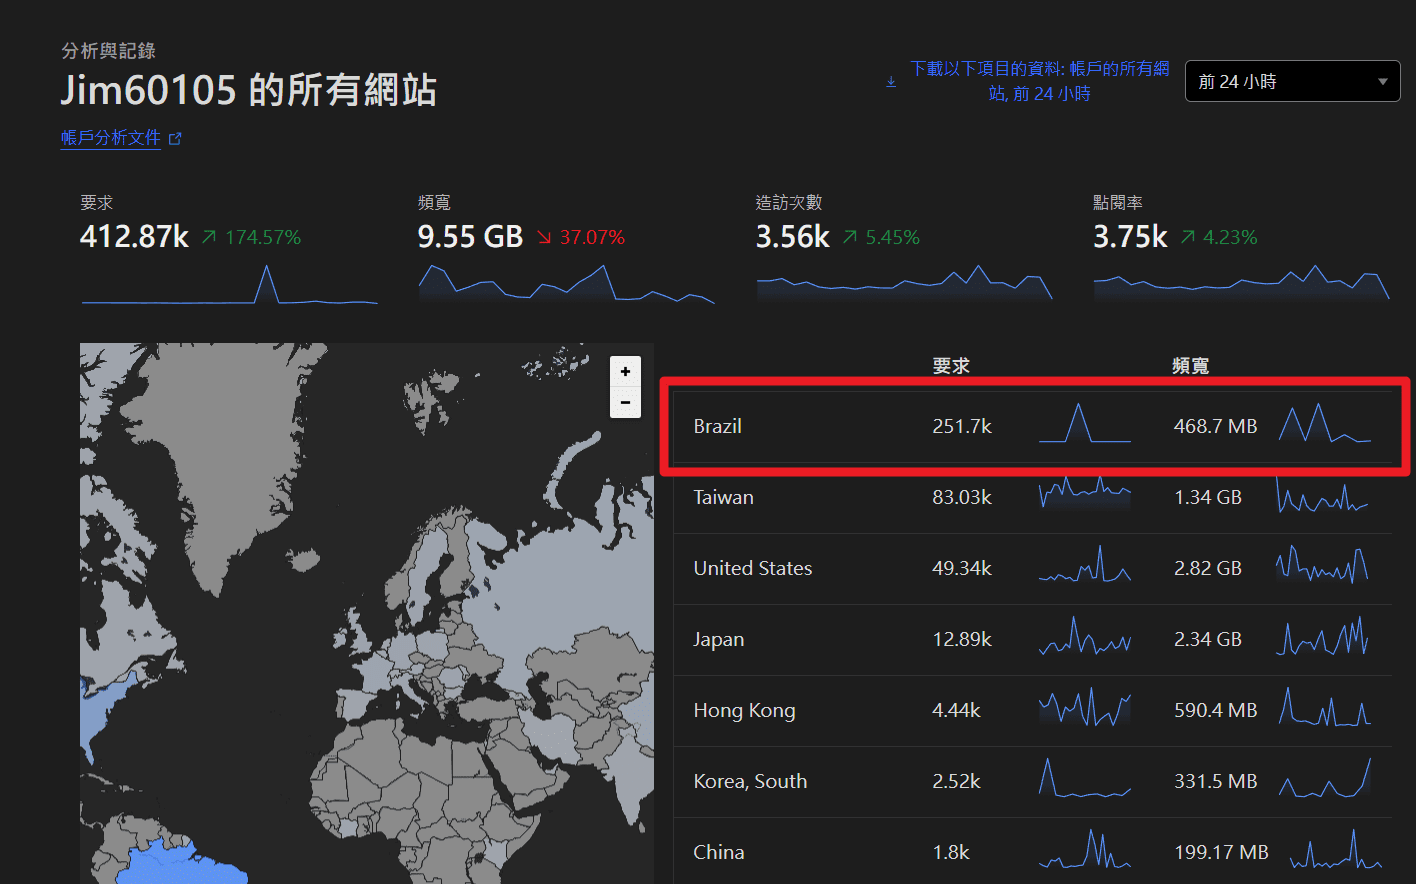 分析與記錄
Jim60105 的所有網站
帳戶分析文件
下載以下項目的資料: 帳戶的所有網
站, 前 24 小時
前 24 小時
要求
412.87k 174.57%
頻寬
9.55 GB 37.07%
造訪次數
3.56k 5.45%
點閱率
3.75k 4.23%
+
−
要求 頻寬
Brazil 251.7k 468.7 MB
Taiwan 83.03k 1.34 GB
United States 49.34k 2.82 GB
Japan 12.89k 2.34 GB
Hong Kong 4.44k 590.4 MB
Korea, South 2.52k 331.5 MB
China 1.8k 199.17 MB